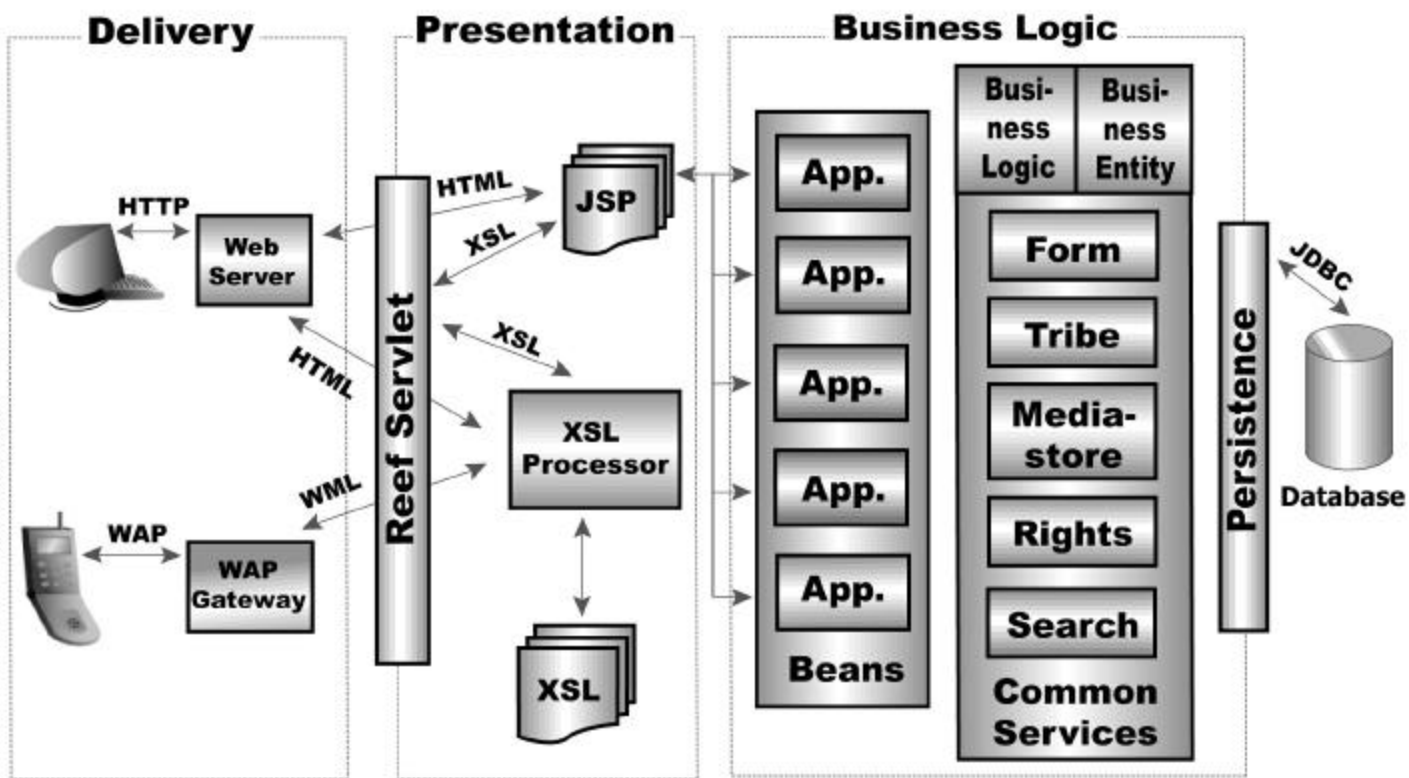 Delivery
Presentation
Business Logic
HTTP
Web
Server
HTML
WAP
WAP
Gateway
WML
Reef Servlet
HTML
XSL
JSP
XSL
XSL
Processor
XSL
App.
App.
App.
App.
App.
Beans
Busi-
ness
Logic
Busi-
ness
Entity
Form
Tribe
Media-
store
Rights
Search
Common
Services
Persistence
JDBC
Database